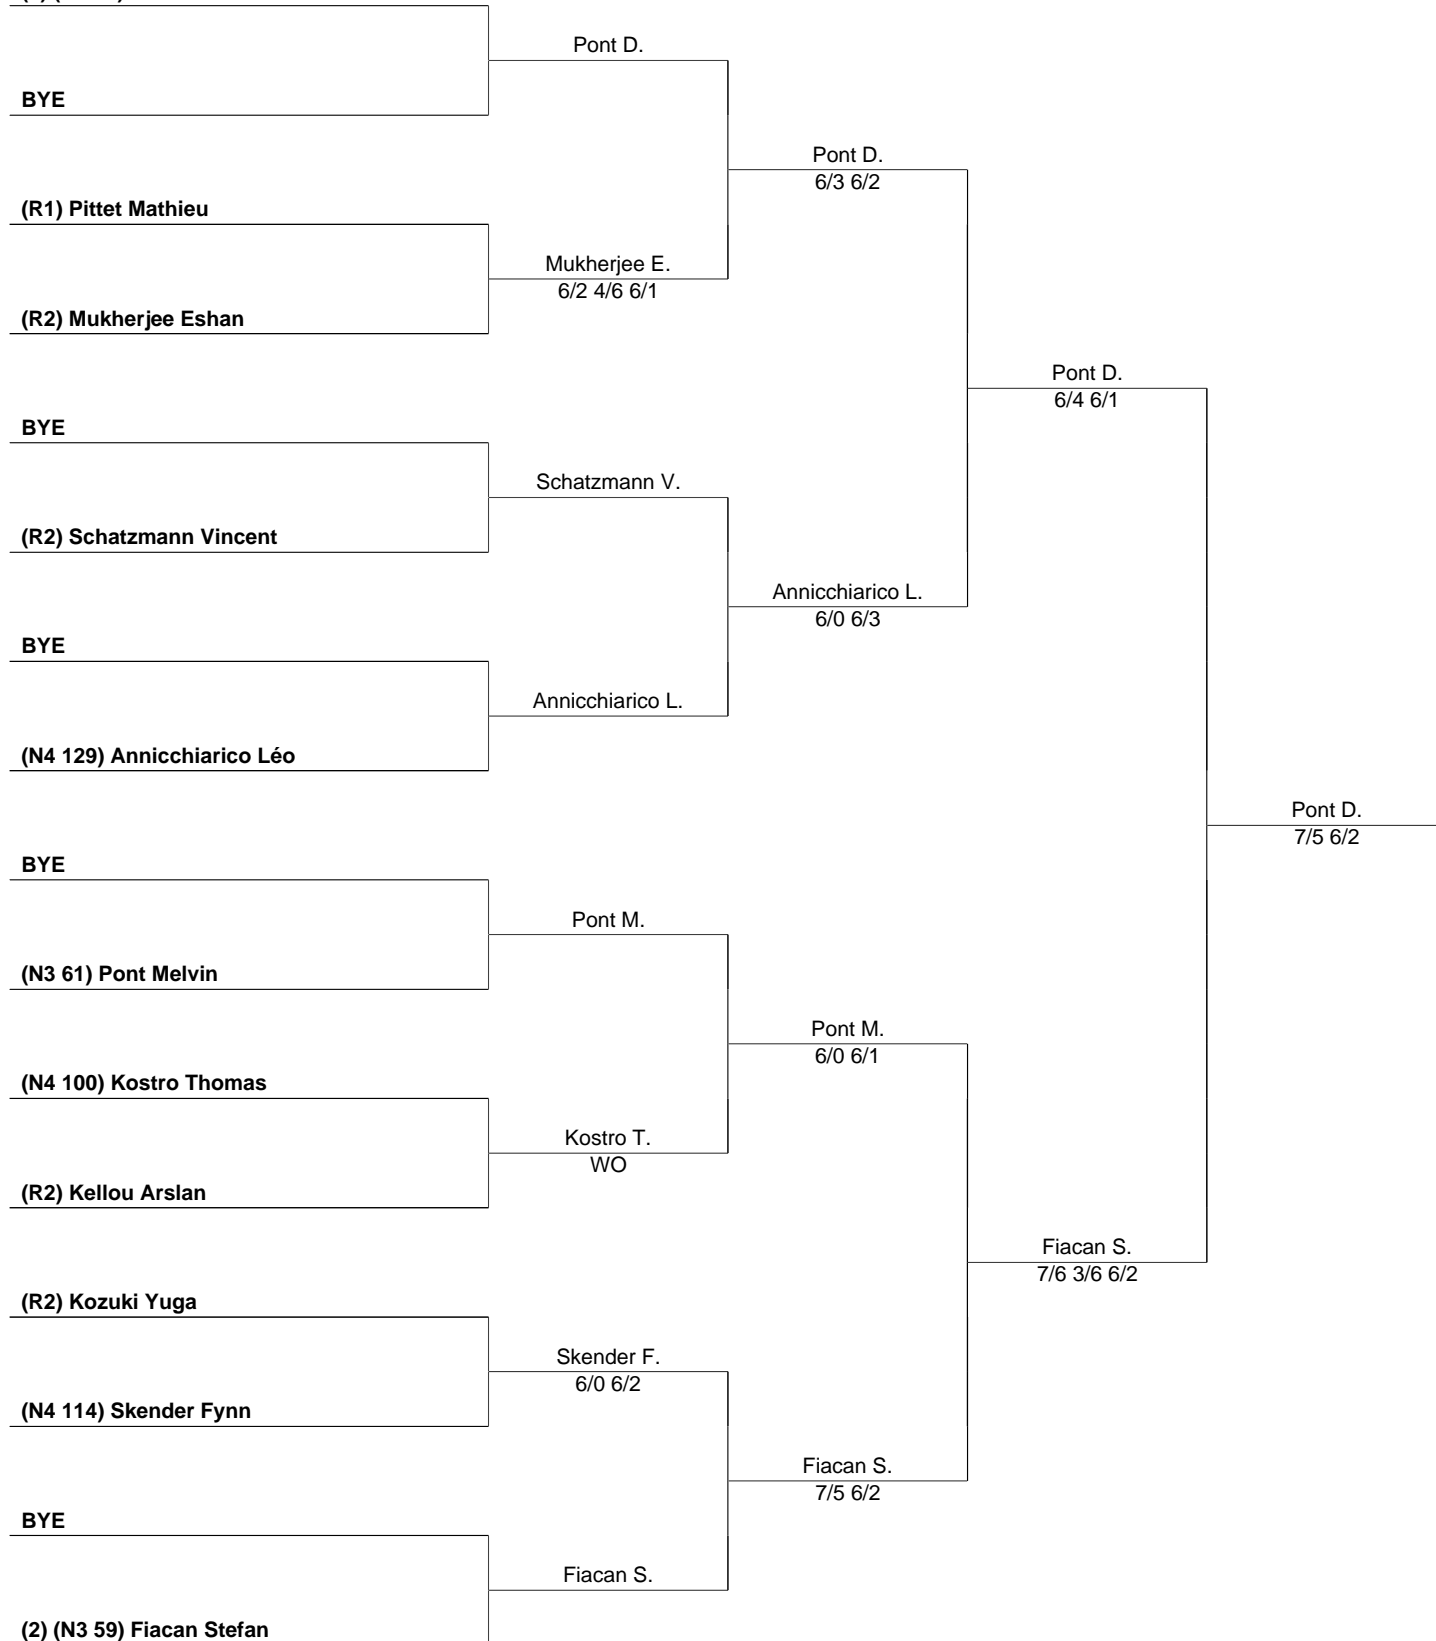 Pont D.
BYE
Pont D.
6/3 6/2
(R1) Pittet Mathieu
Mukherjee E.
6/2 4/6 6/1
(R2) Mukherjee Eshan
Pont D.
6/4 6/1
BYE
Schatzmann V.
(R2) Schatzmann Vincent
Annicchiarico L.
6/0 6/3
BYE
Annicchiarico L.
(N4 129) Annicchiarico Léo
Pont D.
7/5 6/2
BYE
Pont M.
(N3 61) Pont Melvin
Pont M.
6/0 6/1
(N4 100) Kostro Thomas
Kostro T.
WO
(R2) Kellou Arslan
Fiacan S.
7/6 3/6 6/2
(R2) Kozuki Yuga
Skender F.
6/0 6/2
(N4 114) Skender Fynn
Fiacan S.
7/5 6/2
BYE
Fiacan S.
(2) (N3 59) Fiacan Stefan